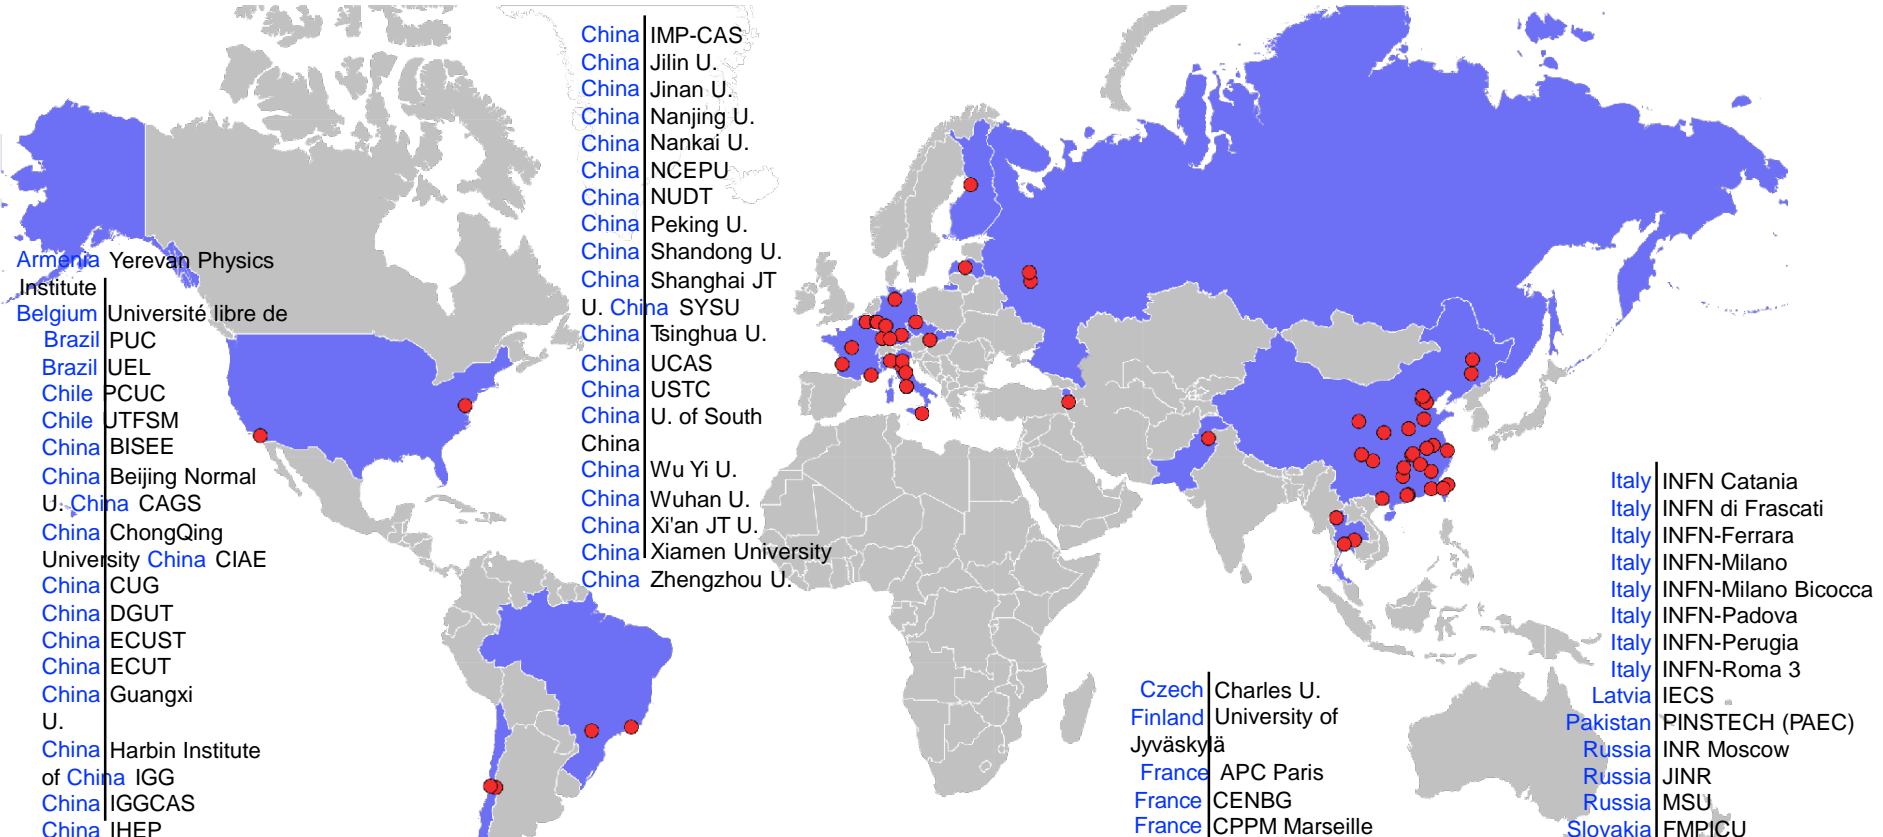 Armenia Yerevan Physics
Institute
Belgium Université libre de
Brazil PUC
Brazil UEL
Chile PCUC
Chile UTFSM
China BISEE
China Beijing Normal
U. China CAGS
China ChongQing
University China CIAE
China CUG
China DGUT
China ECUST
China ECUT
China Guangxi
U.
China Harbin Institute
of China IGG
China IGGCAS
China IHEP
China IMP-CAS
China Jilin U.
China Jinan U.
China Nanjing U.
China Nankai U.
China NCEPU
China NUDT
China Peking U.
China Shandong U.
China Shanghai JT
U. China SYSU
China Tsinghua U.
China UCAS
China USTC
China U. of South
China
China Wu Yi U.
China Wuhan U.
China Xi'an JT U.
China Xiamen University
China Zhengzhou U.
Czech Charles U.
Finland University of
Jyväskylä
France APC Paris
France CENBG
France CPPM Marseille
Italy INFN Catania
Italy INFN di Frascati
Italy INFN-Ferrara
Italy INFN-Milano
Italy INFN-Milano Bicocca
Italy INFN-Padova
Italy INFN-Perugia
Italy INFN-Roma 3
Latvia IECS
Pakistan PINSTECH (PAEC)
Russia INR Moscow
Russia JINR
Russia MSU
Slovakia FMPICU